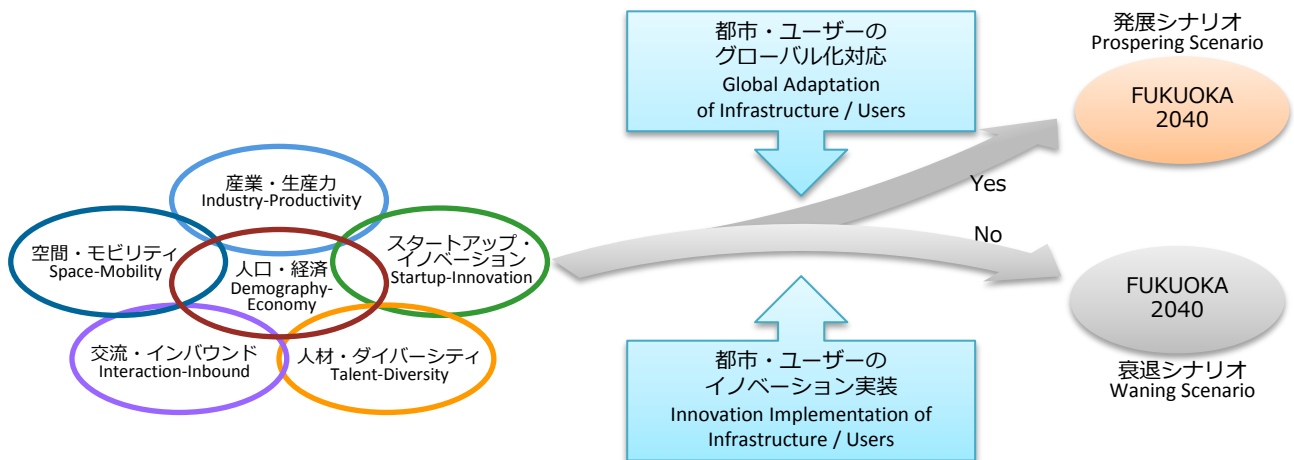 産業・生産力
Industry-Productivity
空間・モビリティ
Space-Mobility
人口・経済
Demography-
Economy
スタートアップ・
イノベーション
Startup-Innovation
交流・インバウンド
Interaction-Inbound
人材・ダイバーシティ
Talent-Diversity
都市・ユーザーの
グローバル化対応
Global Adaptation
of Infrastructure / Users
都市・ユーザーの
イノベーション実装
Innovation Implementation of
Infrastructure / Users
Yes
No
発展シナリオ
Prospering Scenario
FUKUOKA
2040
FUKUOKA
2040
衰退シナリオ
Waning Scenario